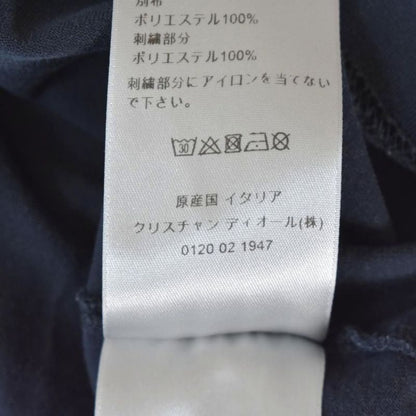 別布
ポリエステル100%
刺繍部分
ポリエステル100%
刺繍部分にアイロンを当てない
で下さい。
30
原産国 イタリア
クリスチャン ディオール(株)
0120 02 1947